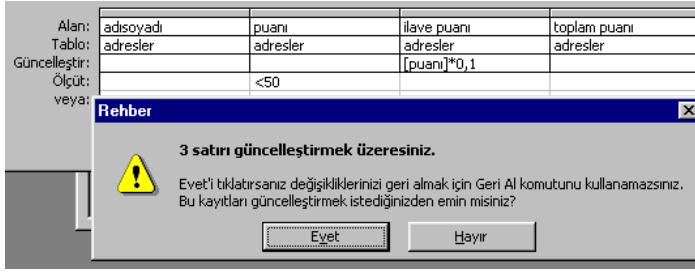 Alan: adısoyadı puanı ilave puanı toplam puanı
Tablo: adresler adresler adresler adresler
Güncelleştir: [puanı]*0,1
Ölçüt: <50
veya:
Rehber
3 satırı güncelleştirmek üzeresiniz.
Evet'i tıklatırsanız değişikliklerinizi geri almak için Geri Al komutunu kullanamazsınız.
Bu kayıtları güncelleştirmek istediğinizden emin misiniz?
Evet Hayır